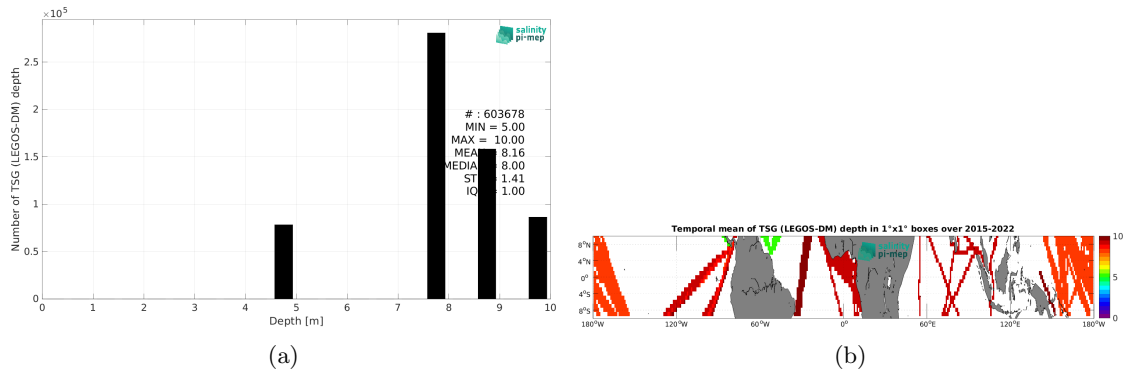 ×10⁵
salinity
pi-mep
2.5
2
1.5
1
0.5
0
Number of TSG (LEGOS-DM) depth
# : 603678
MIN = 5.00
MAX = 10.00
= 8.16
= 8.00
= 1.41
= 1.00
0 1 2 3 4 5 6 7 8 9 10
Depth [m]
(a)
Temporal mean of TSG (LEGOS-DM) depth in 1°x1° boxes over 2015-2022
salinity
pi-mep
8°N
4°N
0°
4°S
8°S
180°W 120°W 60°W 0° 60°E 120°E 180°W
10
5
0
(b)